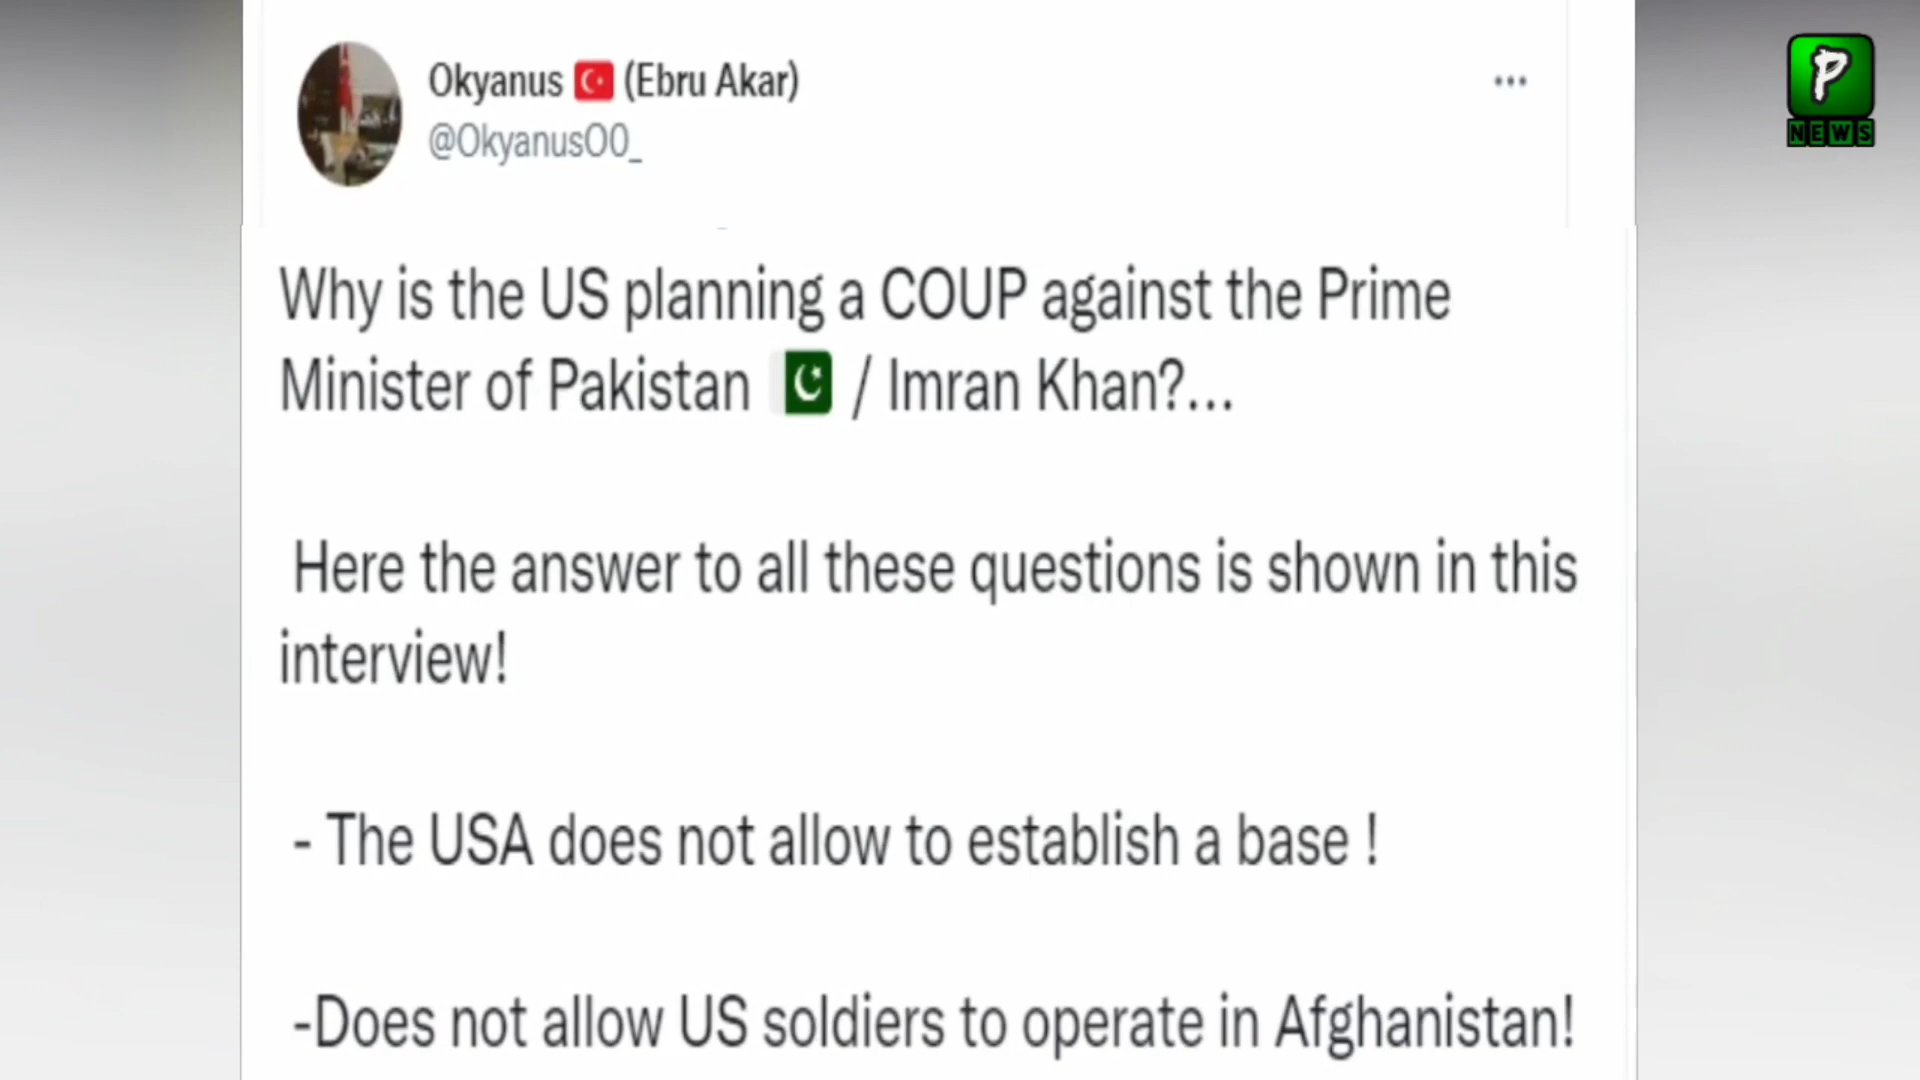 Okyanus 🇹🇷 (Ebru Akar)
@OkyanusO0_
P
NEWS
Why is the US planning a COUP against the Prime
Minister of Pakistan 🇵🇰 / Imran Khan?...
Here the answer to all these questions is shown in this
interview!
- The USA does not allow to establish a base !
-Does not allow US soldiers to operate in Afghanistan!